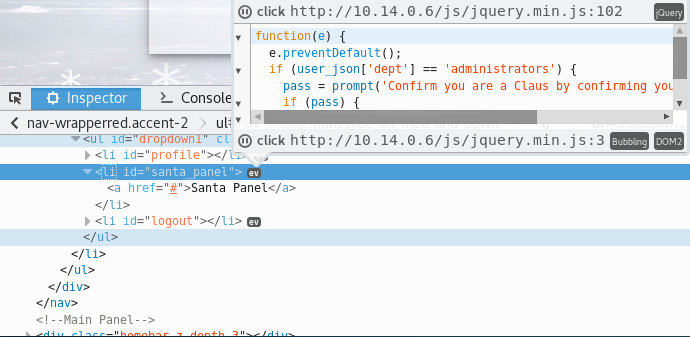 click http://10.14.0.6/js/jquery.min.js:102 jQuery
function(e) {
e.preventDefault();
if (user_json['dept'] == 'administrators') {
pass = prompt('Confirm you are a Claus by confirming you
if (pass) {
Inspector Console
click http://10.14.0.6/js/jquery.min.js:3 Bubbling DOM2
nav-wrapperred.accent-2 ul#
<ul id="dropdown1" cl
<li id="profile"></li> ev
<li id="santa_panel"> ev
<a href="#">Santa Panel</a>
</li>
<li id="logout"></li> ev
</ul>
</li>
</ul>
</div>
</nav>
<!--Main Panel-->
<div class="homebar z-depth-3"></div>